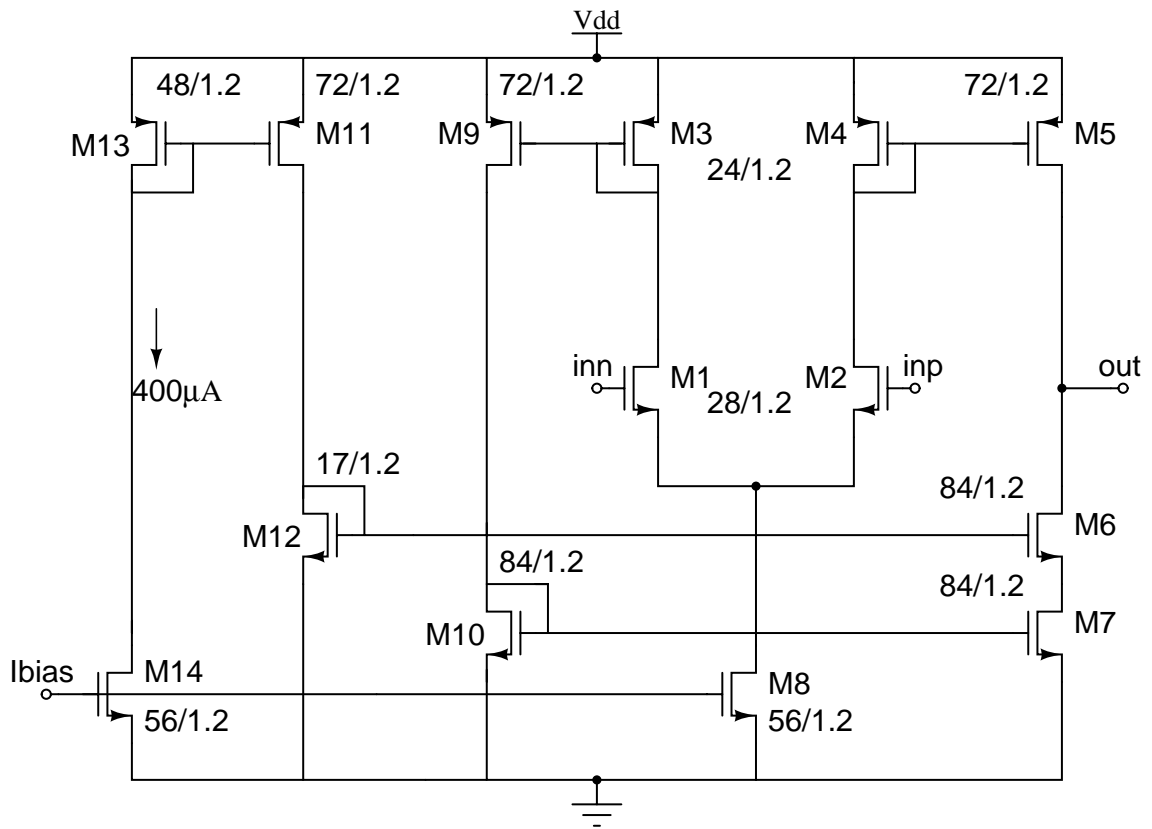 Vdd
48/1.2 72/1.2 72/1.2 72/1.2
M13 M11 M9 M3 M4 M5
24/1.2
400μA
inn M1 M2 inp out
28/1.2
17/1.2 84/1.2
M12 M6
84/1.2 84/1.2
M10 M7
Ibias M14 M8
56/1.2 56/1.2